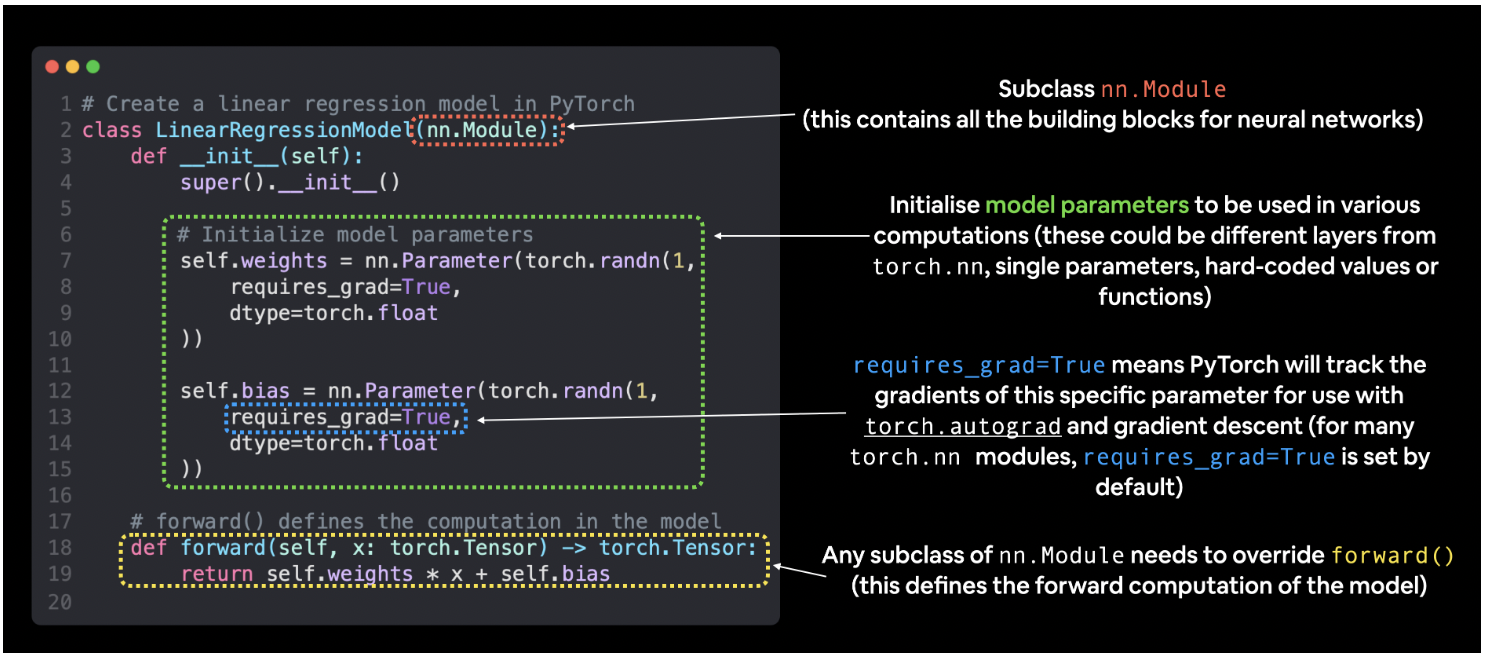 1 # Create a linear regression model in PyTorch
2 class LinearRegressionModel(nn.Module):
3     def __init__(self):
4         super().__init__()
5
6         # Initialize model parameters
7         self.weights = nn.Parameter(torch.randn(1,
8             requires_grad=True,
9             dtype=torch.float
10         ))
11
12         self.bias = nn.Parameter(torch.randn(1,
13             requires_grad=True,
14             dtype=torch.float
15         ))
16
17     # forward() defines the computation in the model
18     def forward(self, x: torch.Tensor) -> torch.Tensor:
19         return self.weights * x + self.bias
20
Subclass nn.Module
(this contains all the building blocks for neural networks)
Initialise model parameters to be used in various
computations (these could be different layers from
torch.nn, single parameters, hard-coded values or
functions)
requires_grad=True means PyTorch will track the
gradients of this specific parameter for use with
torch.autograd and gradient descent (for many
torch.nn modules, requires_grad=True is set by
default)
Any subclass of nn.Module needs to override forward()
(this defines the forward computation of the model)